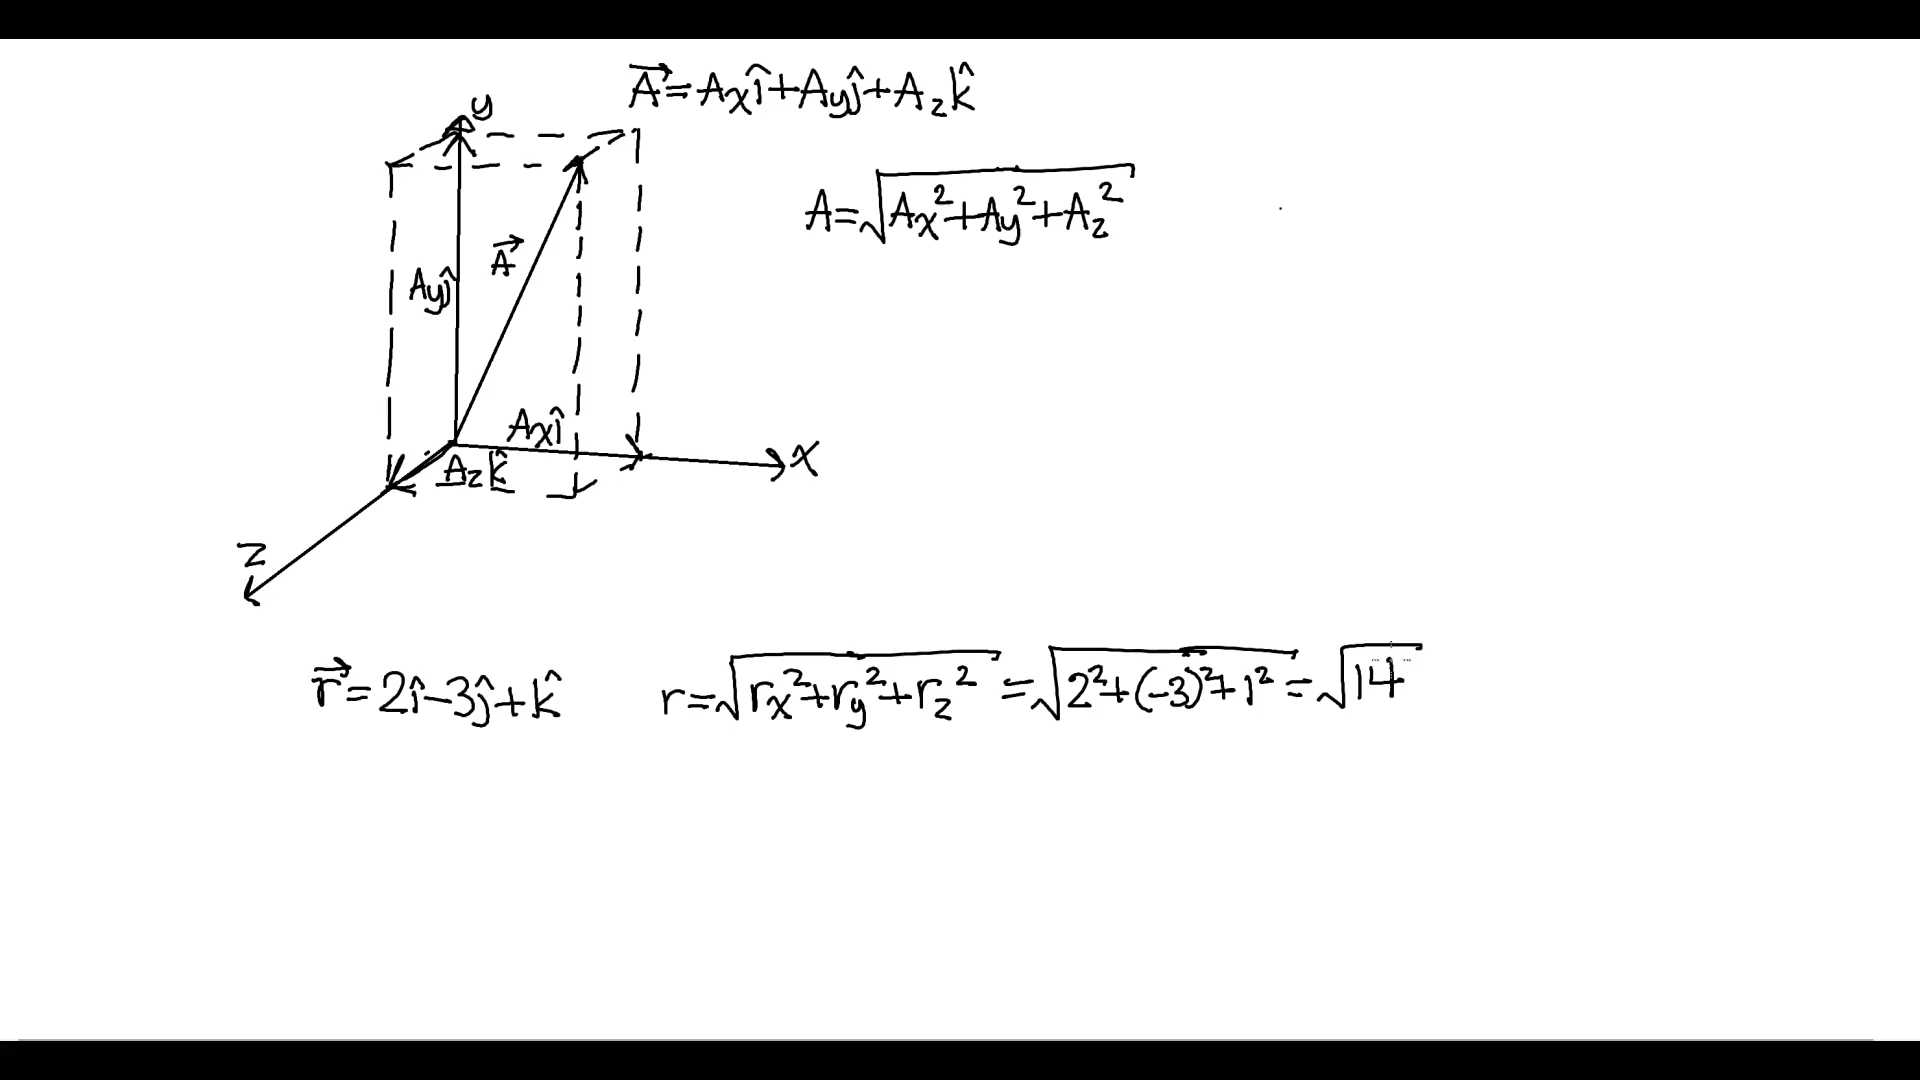 A⃗ = Axî + Ayĵ + Azk̂
y
A = √(Ax² + Ay² + Az²)
A⃗
Ayĵ
Axî
Azk̂
x
z
r⃗ = 2î − 3ĵ + k̂ r = √(rx² + ry² + rz²) = √(2² + (−3)² + 1²) = √14